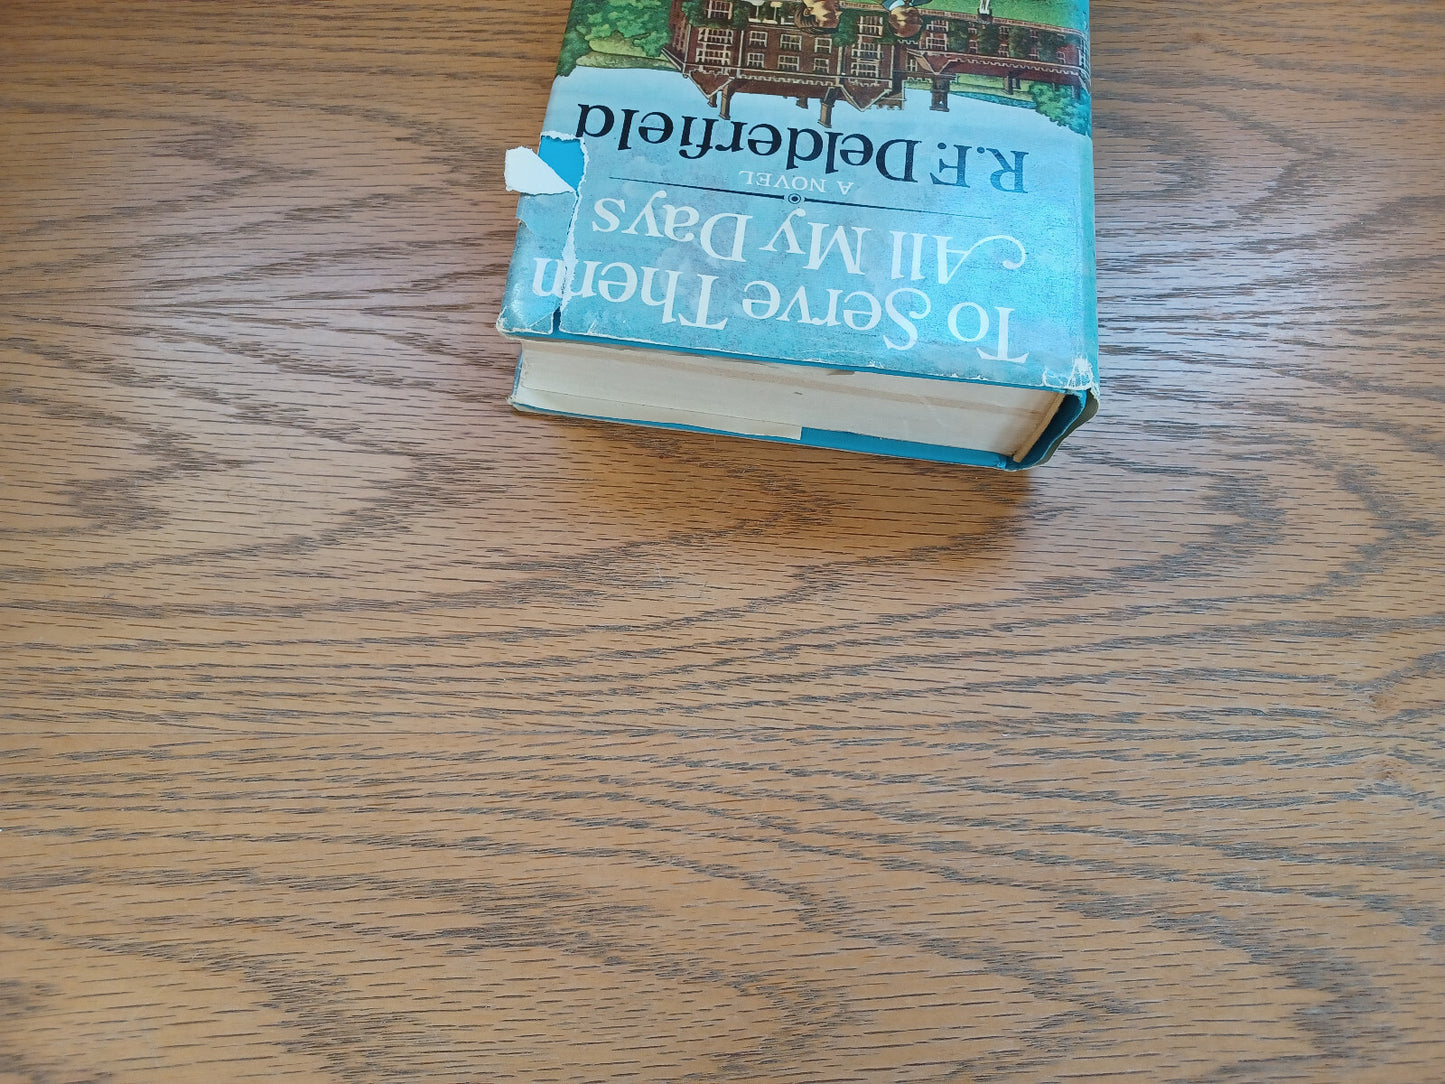 To Serve Them
All My Days
A NOVEL
R.F. Delderfield